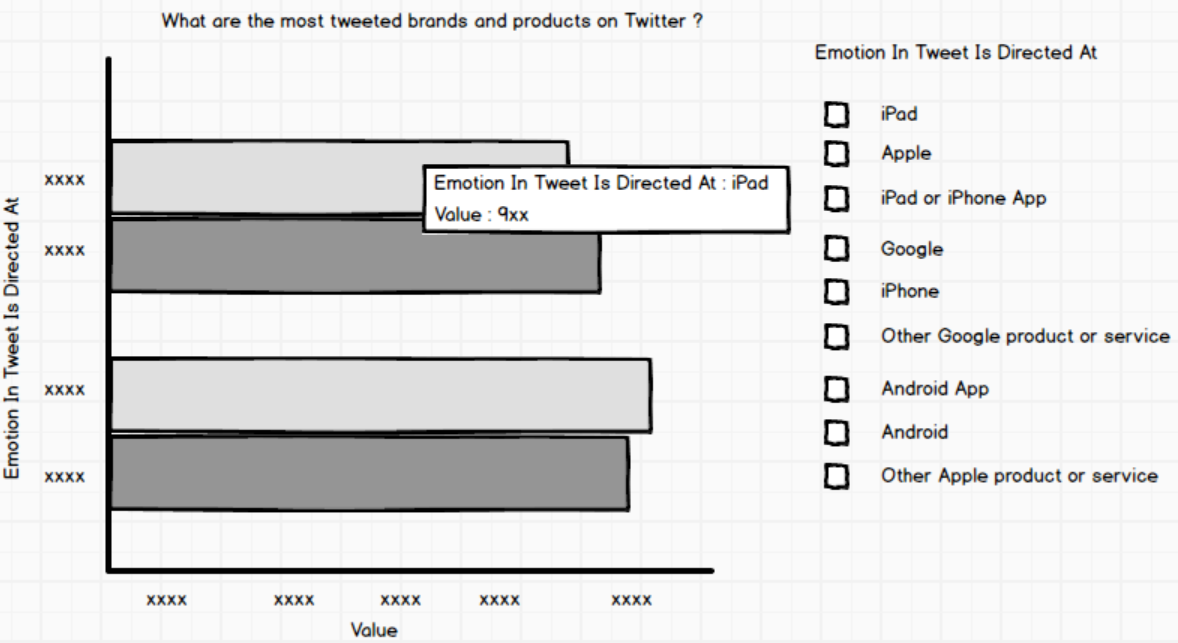 What are the most tweeted brands and products on Twitter ?
Emotion In Tweet Is Directed At
iPad
Apple
iPad or iPhone App
Google
iPhone
Other Google product or service
Android App
Android
Other Apple product or service
Emotion In Tweet Is Directed At : iPad
Value : 9xx
Emotion In Tweet Is Directed At
xxxx
xxxx
xxxx
xxxx
xxxx xxxx xxxx xxxx xxxx
Value